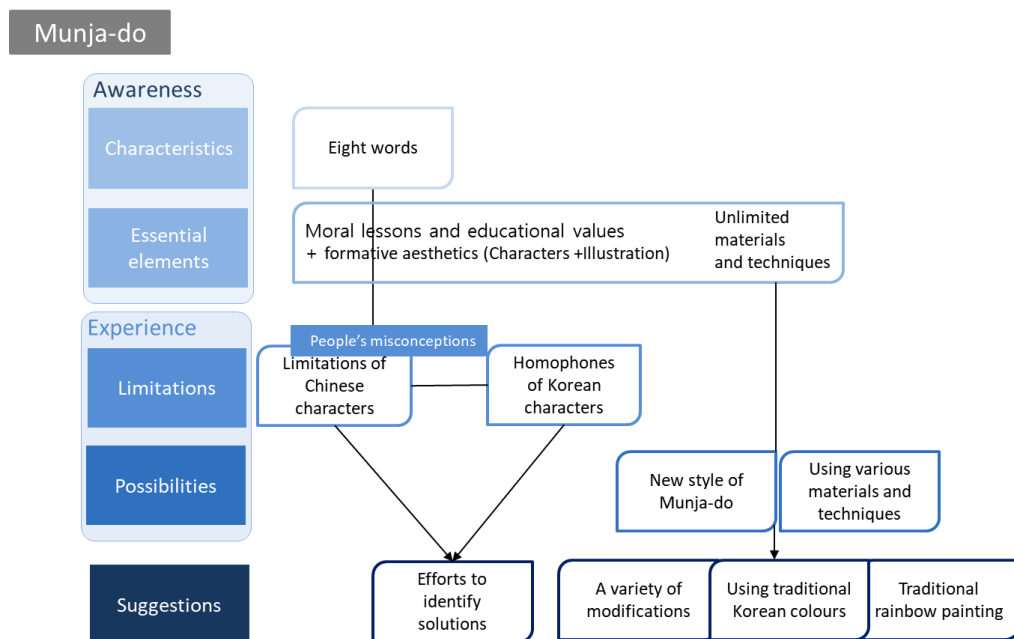 Munja-do
Awareness
Characteristics
Eight words
Essential
elements
Moral lessons and educational values
+ formative aesthetics (Characters +Illustration)
Unlimited
materials
and techniques
Experience
People's misconceptions
Limitations
Limitations of
Chinese
characters
Homophones
of Korean
characters
Possibilities
New style of
Munja-do
Using various
materials and
techniques
Suggestions
Efforts to
identify
solutions
A variety of
modifications
Using traditional
Korean colours
Traditional
rainbow painting